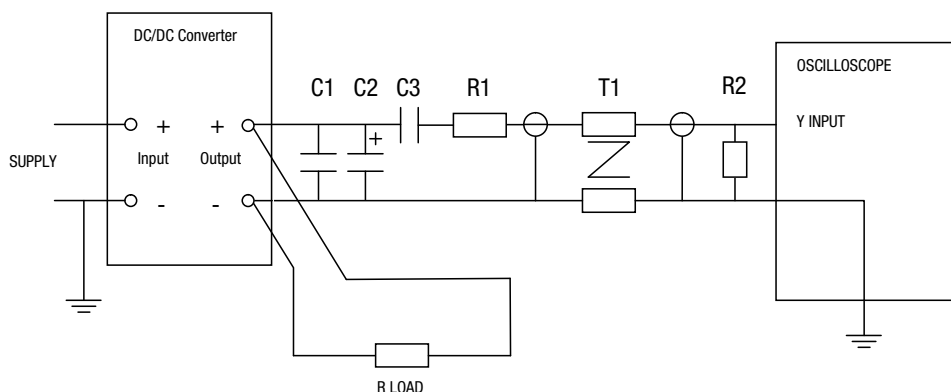 DC/DC Converter
OSCILLOSCOPE
C1 C2 C3 R1 T1 R2
+ + + + Y INPUT
SUPPLY Input Output
- -
R LOAD